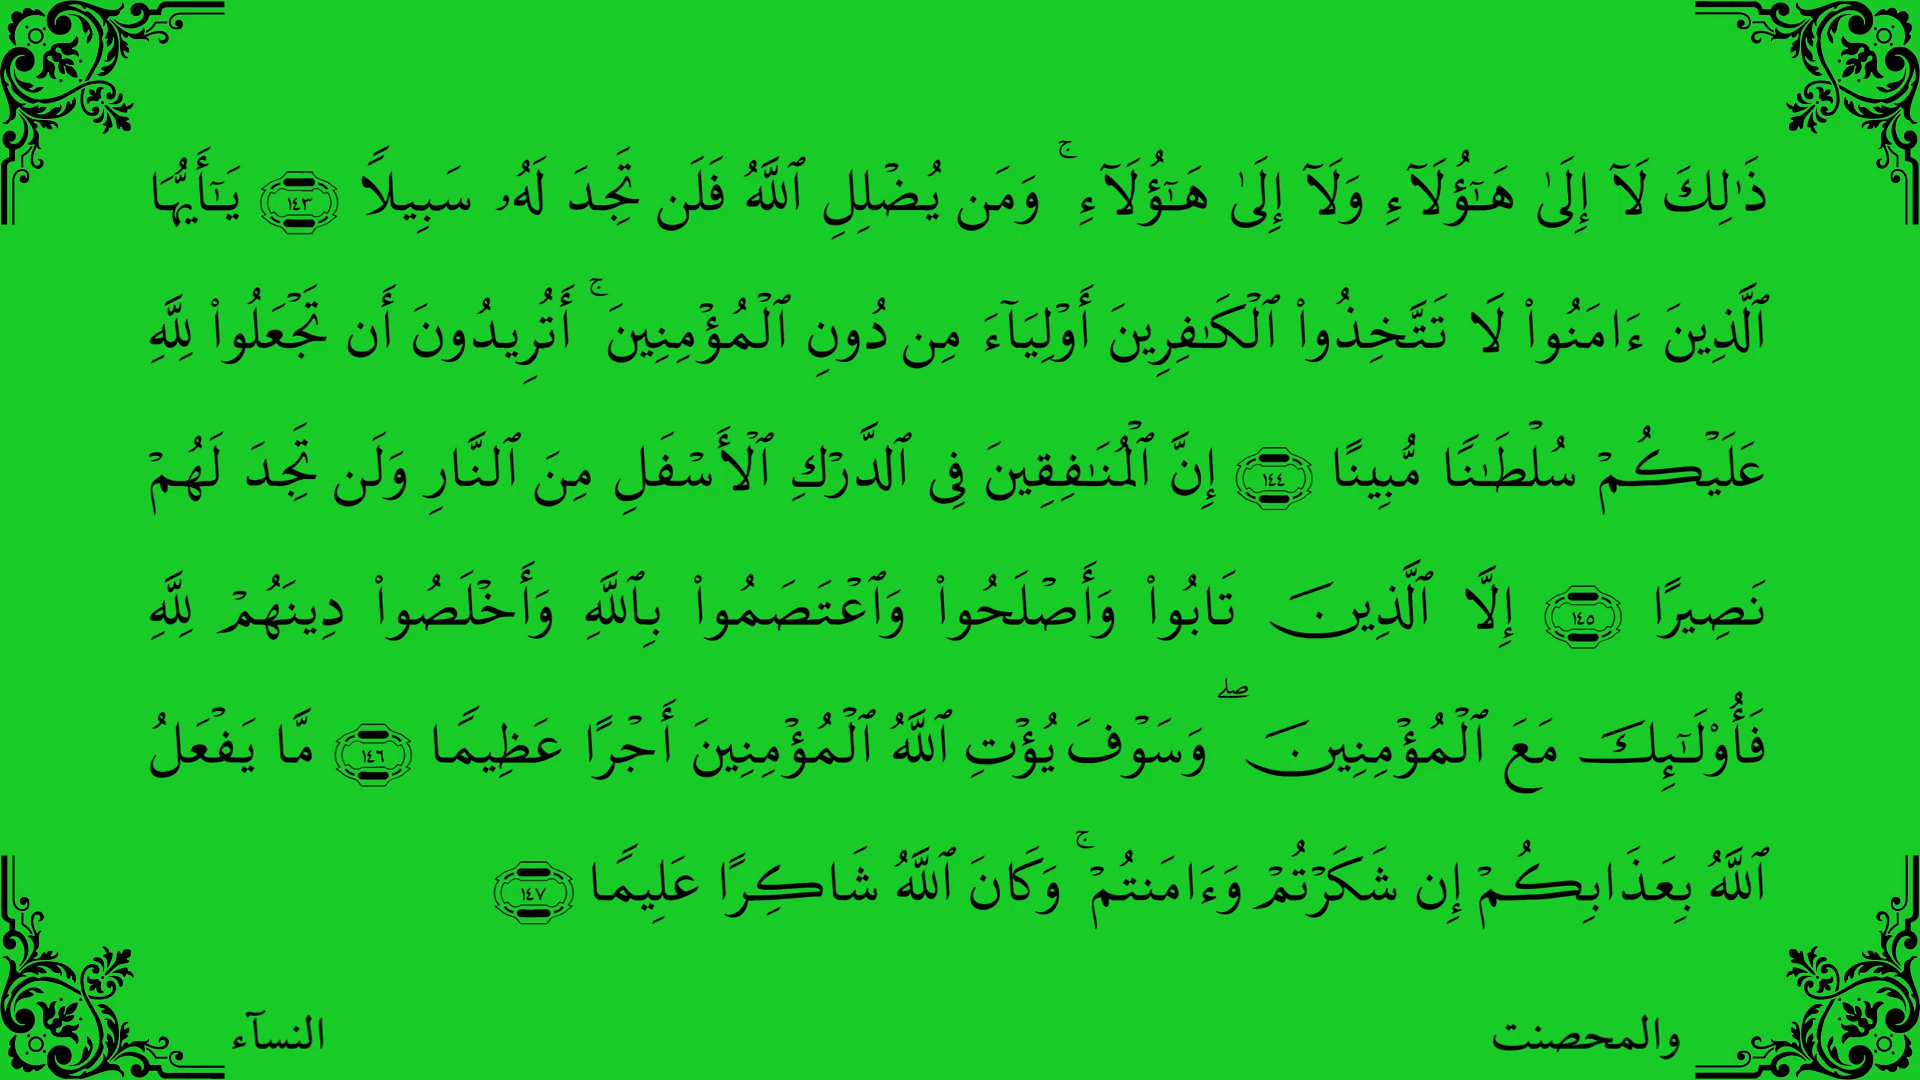 ذَٰلِكَ لَآ إِلَىٰ هَـٰٓؤُلَآءِ وَلَآ إِلَىٰ هَـٰٓؤُلَآءِ ۚ وَمَن يُضْلِلِ ٱللَّهُ فَلَن تَجِدَ لَهُۥ سَبِيلًا ١٤٣ يَـٰٓأَيُّهَا
ٱلَّذِينَ ءَامَنُوا۟ لَا تَتَّخِذُوا۟ ٱلْكَـٰفِرِينَ أَوْلِيَآءَ مِن دُونِ ٱلْمُؤْمِنِينَ ۚ أَتُرِيدُونَ أَن تَجْعَلُوا۟ لِلَّهِ
عَلَيْكُمْ سُلْطَـٰنًا مُّبِينًا ١٤٤ إِنَّ ٱلْمُنَـٰفِقِينَ فِى ٱلدَّرْكِ ٱلْأَسْفَلِ مِنَ ٱلنَّارِ وَلَن تَجِدَ لَهُمْ
نَصِيرًا ١٤٥ إِلَّا ٱلَّذِينَ تَابُوا۟ وَأَصْلَحُوا۟ وَٱعْتَصَمُوا۟ بِٱللَّهِ وَأَخْلَصُوا۟ دِينَهُمْ لِلَّهِ
فَأُو۟لَـٰٓئِكَ مَعَ ٱلْمُؤْمِنِينَ ۖ وَسَوْفَ يُؤْتِ ٱللَّهُ ٱلْمُؤْمِنِينَ أَجْرًا عَظِيمًا ١٤٦ مَّا يَفْعَلُ
ٱللَّهُ بِعَذَابِكُمْ إِن شَكَرْتُمْ وَءَامَنتُمْ ۚ وَكَانَ ٱللَّهُ شَاكِرًا عَلِيمًا ١٤٧
والمحصنت النسآء